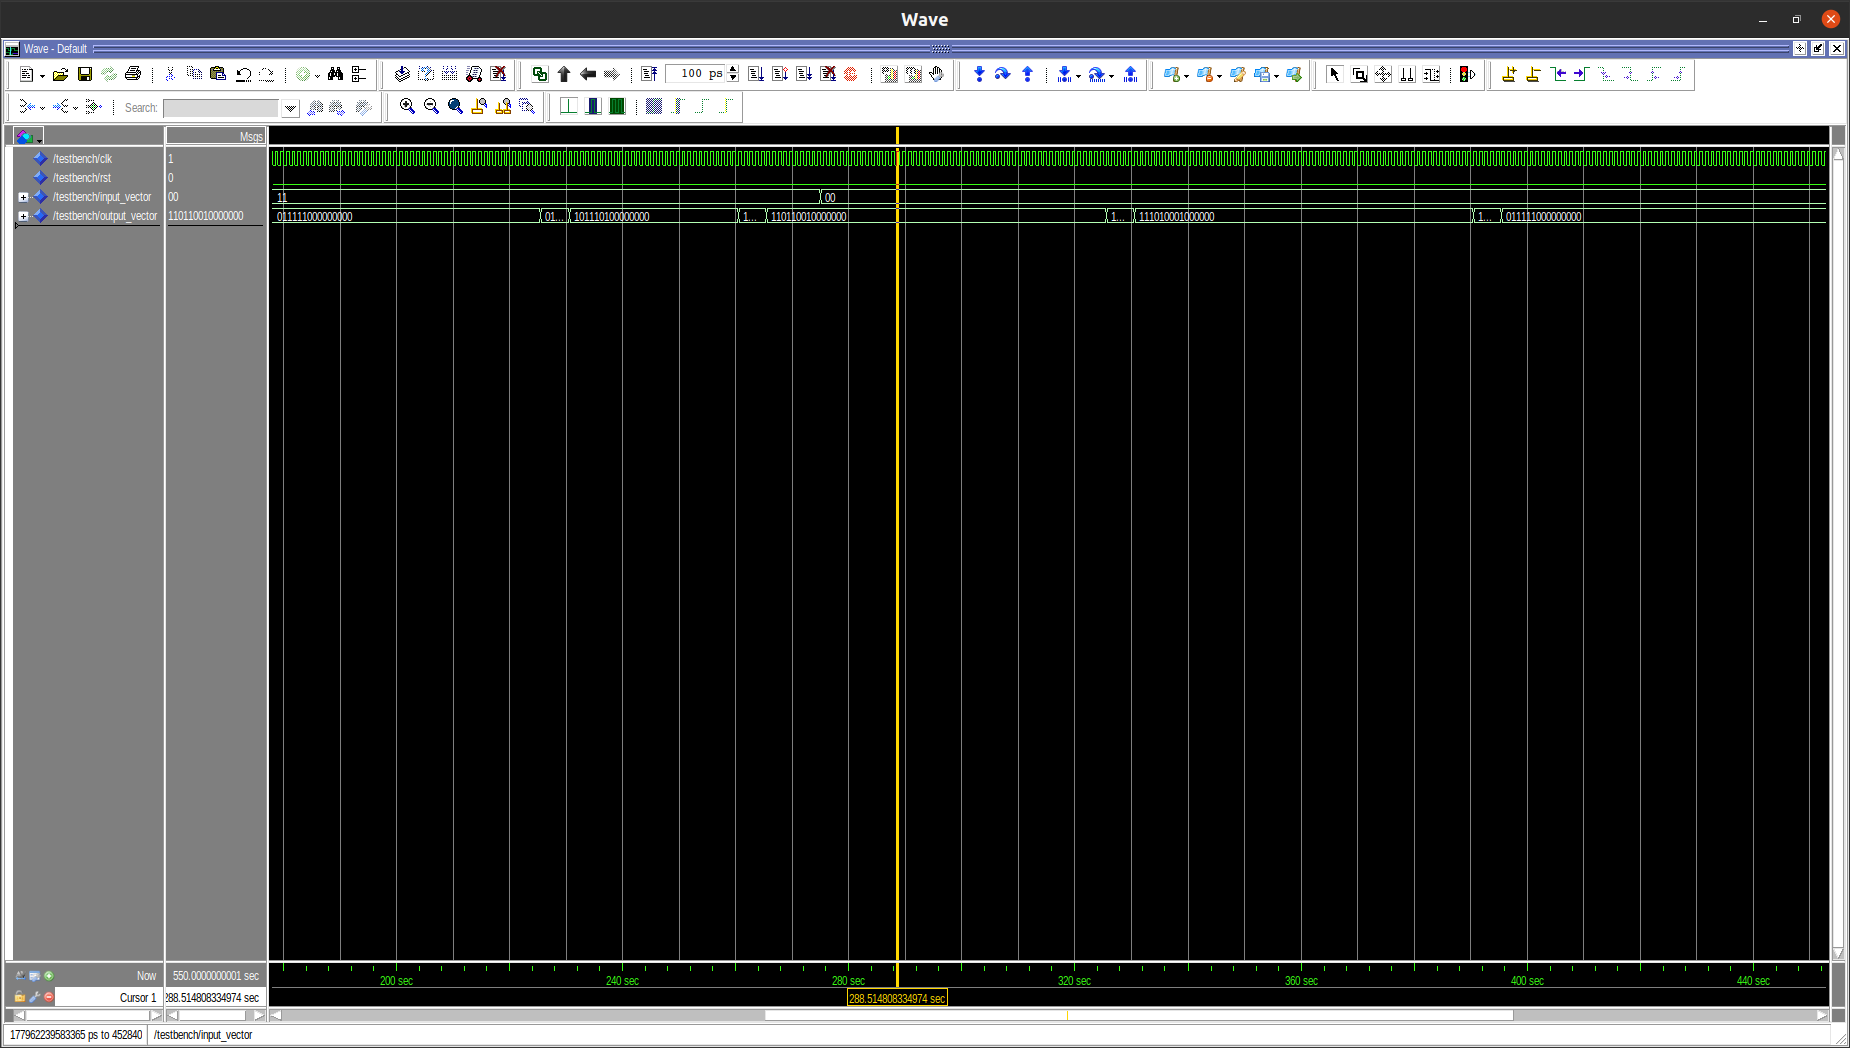 Wave
Wave - Default
100 ps
Search:
Msgs
/testbench/clk 1
/testbench/rst 0
/testbench/input_vector 00 11 00
/testbench/output_vector 110110010000000 011111000000000 01... 101110100000000 1... 110110010000000 1... 111010001000000 1... 011111000000000
Now 550.0000000001 sec 200 sec 240 sec 280 sec 320 sec 360 sec 400 sec 440 sec
Cursor 1 288.514808334974 sec 288.514808334974 sec
177962239583365 ps to 452840 /testbench/input_vector